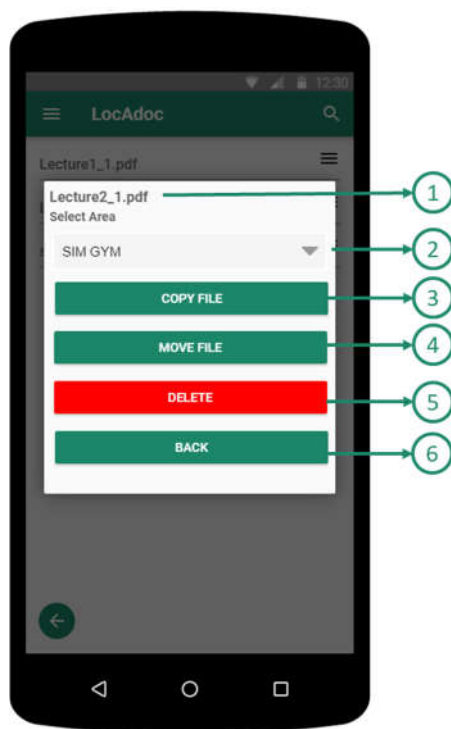 12:30
LocAdoc
Lecture1_1.pdf
Lecture2_1.pdf
Select Area
SIM GYM
COPY FILE
MOVE FILE
DELETE
BACK
1
2
3
4
5
6